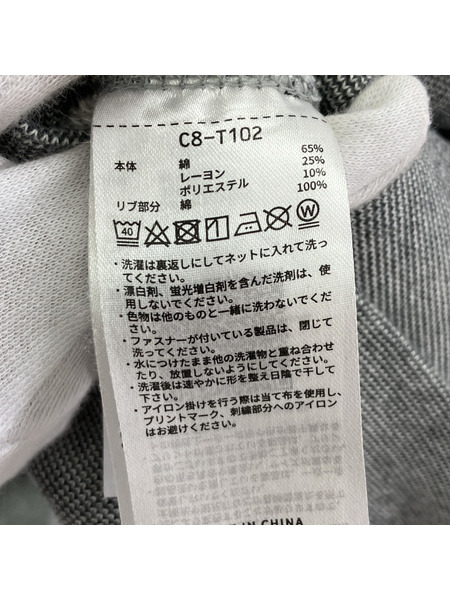 C8-T102
本体 綿 65%
レーヨン 25%
ポリエステル 10%
リブ部分 綿 100%
40
W
・洗濯は裏返しにしてネットに入れて洗ってください。
・漂白剤、蛍光増白剤を含んだ洗剤は、使用しないでください。
・色物は他のものと一緒に洗わないでください。
・ファスナーが付いている製品は、閉じて洗ってください。
・水につけたまま他の洗濯物と重ね合わせたり、放置しないようにしてください。
・洗濯後は速やかに形を整え日陰で干して下さい。
・アイロン掛けを行う際は当て布を使用し、プリントマーク、刺繍部分へのアイロンはお避けください。
IN CHINA